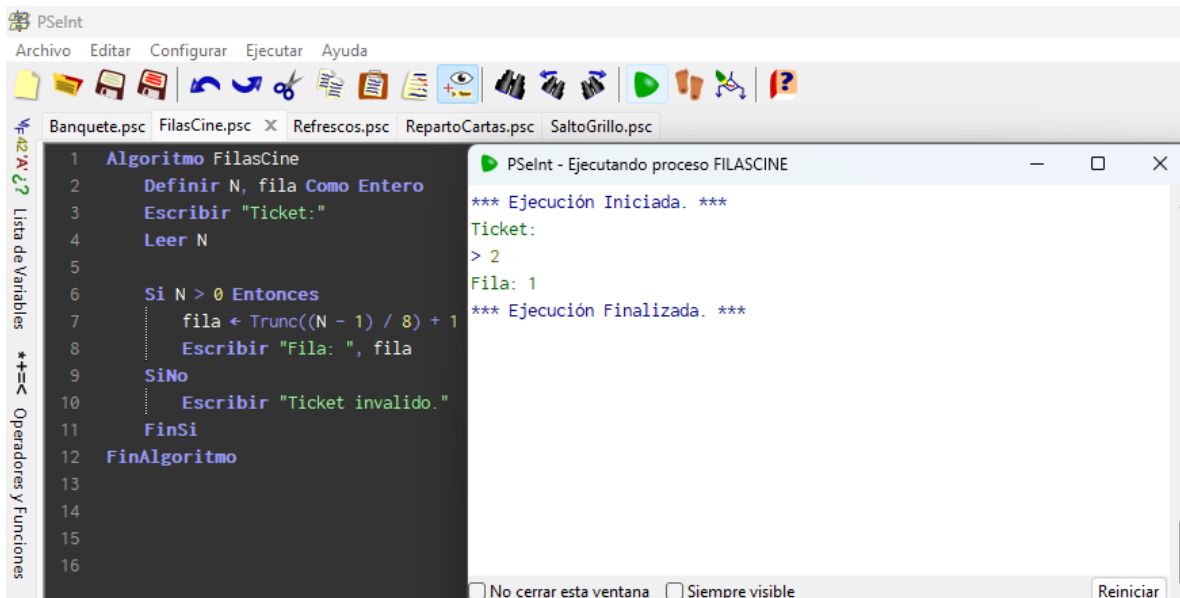 PSeInt
Archivo Editar Configurar Ejecutar Ayuda
Banquete.psc FilasCine.psc X Refrescos.psc RepartoCartas.psc SaltoGrillo.psc
42 'A' ¿? Lista de Variables
*+=< Operadores y Funciones
1 Algoritmo FilasCine
2 Definir N, fila Como Entero
3 Escribir "Ticket:"
4 Leer N
5
6 Si N > 0 Entonces
7 fila ← Trunc((N - 1) / 8) + 1
8 Escribir "Fila: ", fila
9 SiNo
10 Escribir "Ticket invalido."
11 FinSi
12 FinAlgoritmo
13
14
15
16
PSeInt - Ejecutando proceso FILASCINE
*** Ejecución Iniciada. ***
Ticket:
> 2
Fila: 1
*** Ejecución Finalizada. ***
No cerrar esta ventana Siempre visible Reiniciar